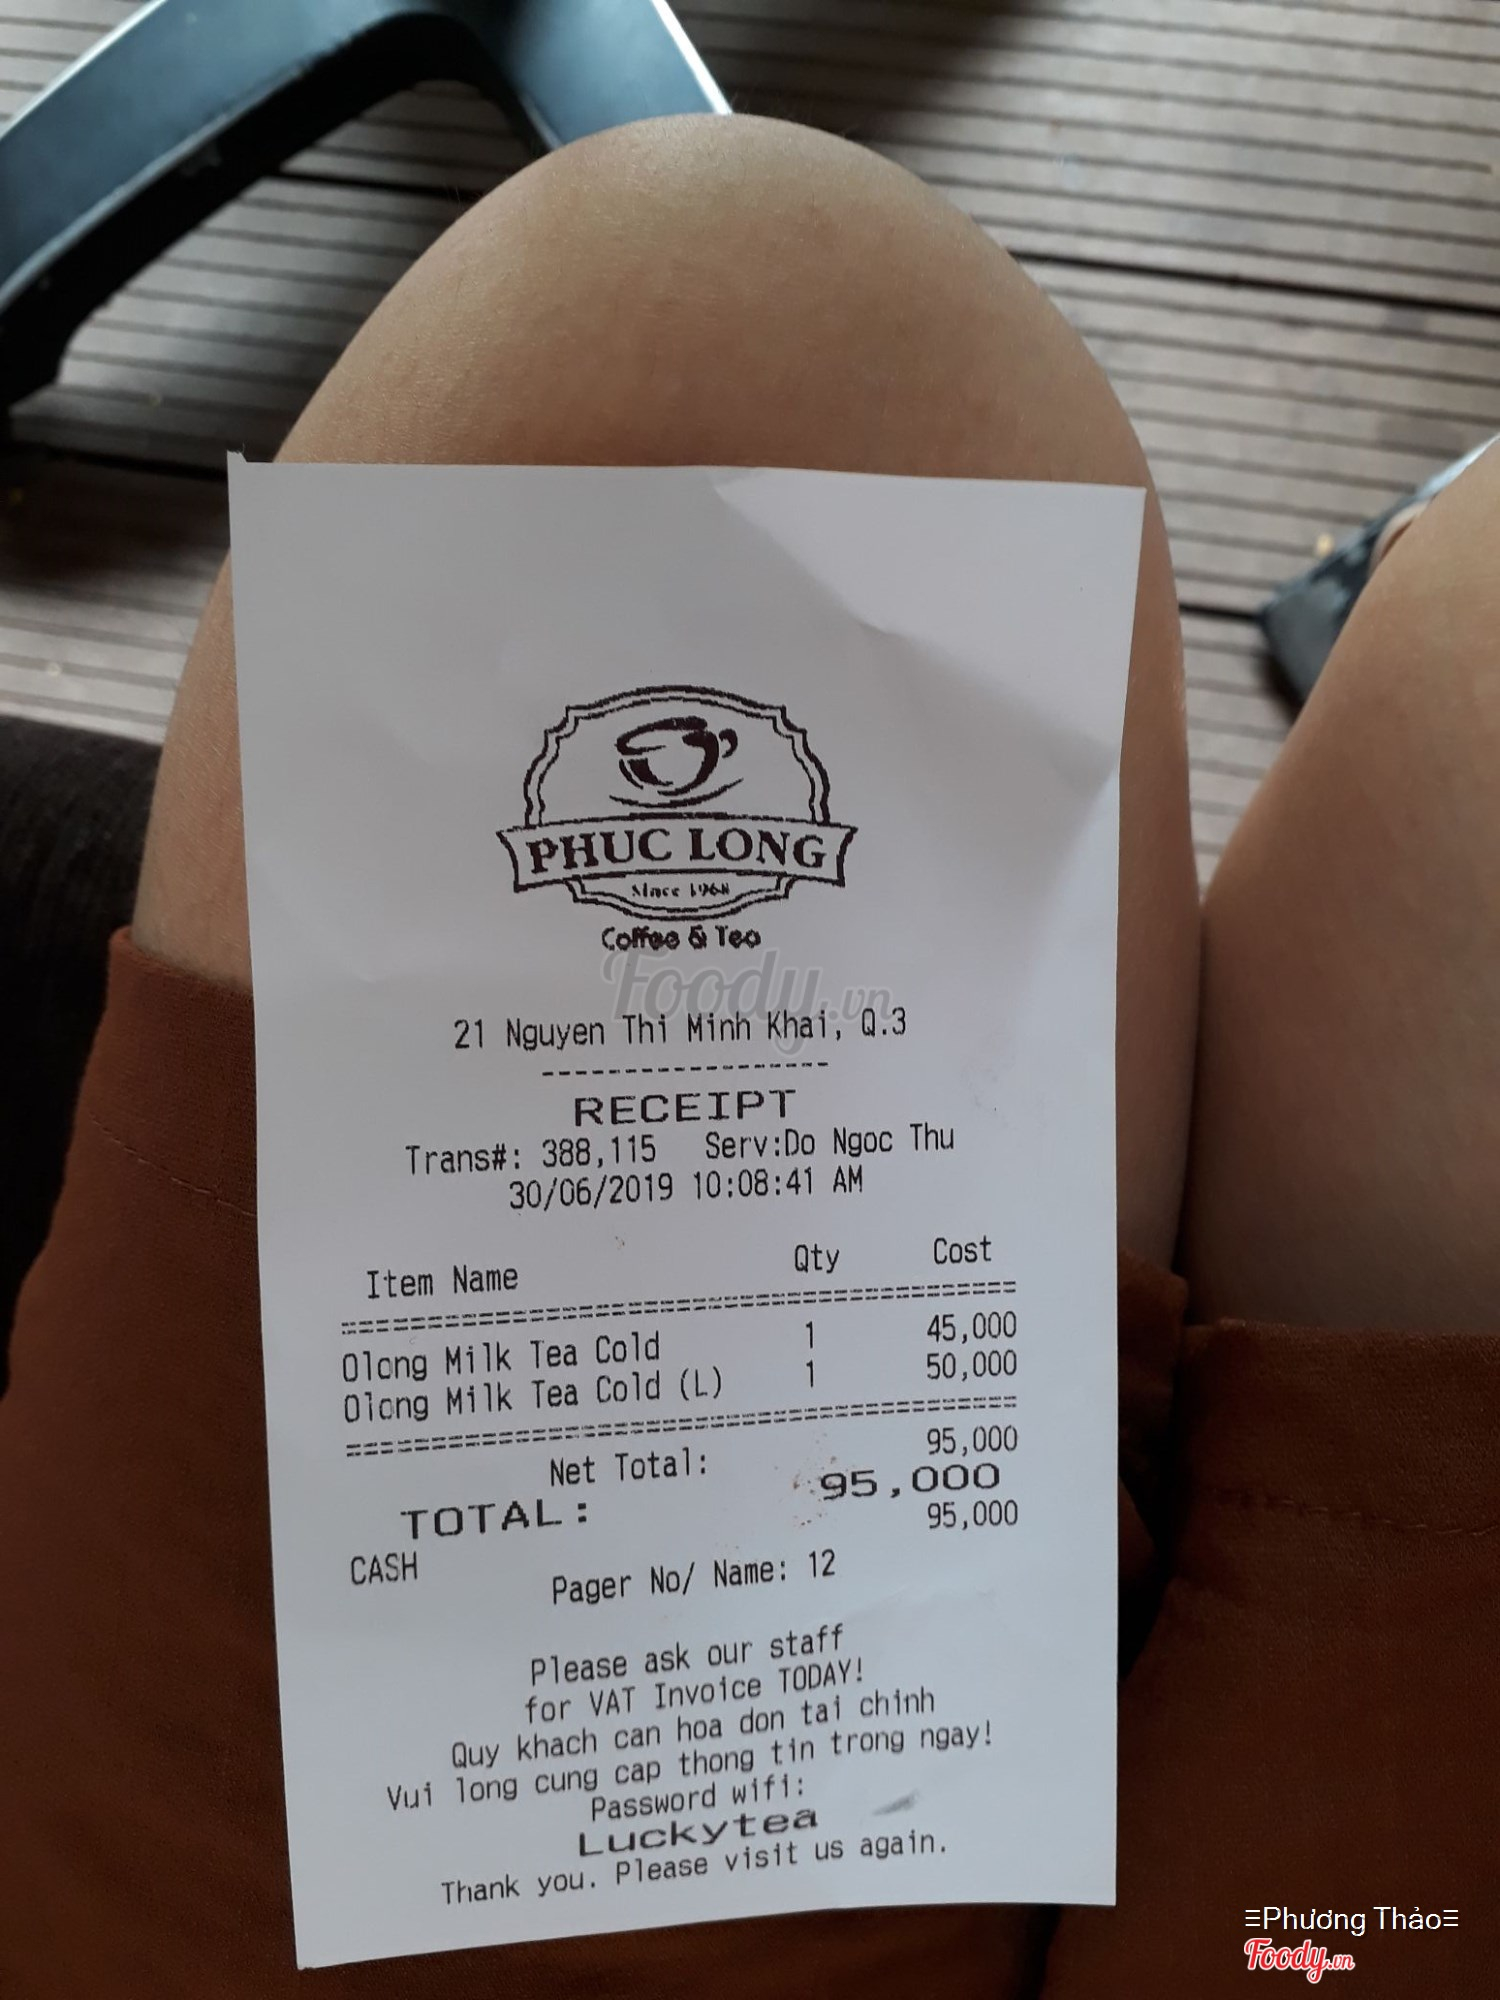 PHUC LONG
Since 1968
Coffee & Tea
Foody.vn
21 Nguyen Thi Minh Khai, Q.3
------------------
RECEIPT
Trans#: 388,115 Serv:Do Ngoc Thu
30/06/2019 10:08:41 AM
Item Name Qty Cost
Olong Milk Tea Cold 1 45,000
Olong Milk Tea Cold (L) 1 50,000
Net Total: 95,000
TOTAL: 95,000
CASH 95,000
Pager No/ Name: 12
Please ask our staff
for VAT Invoice TODAY!
Quy khach can hoa don tai chinh
Vui long cung cap thong tin trong ngay!
Password wifi:
Luckytea
Thank you. Please visit us again.
≡Phương Thảo≡
Foody.vn